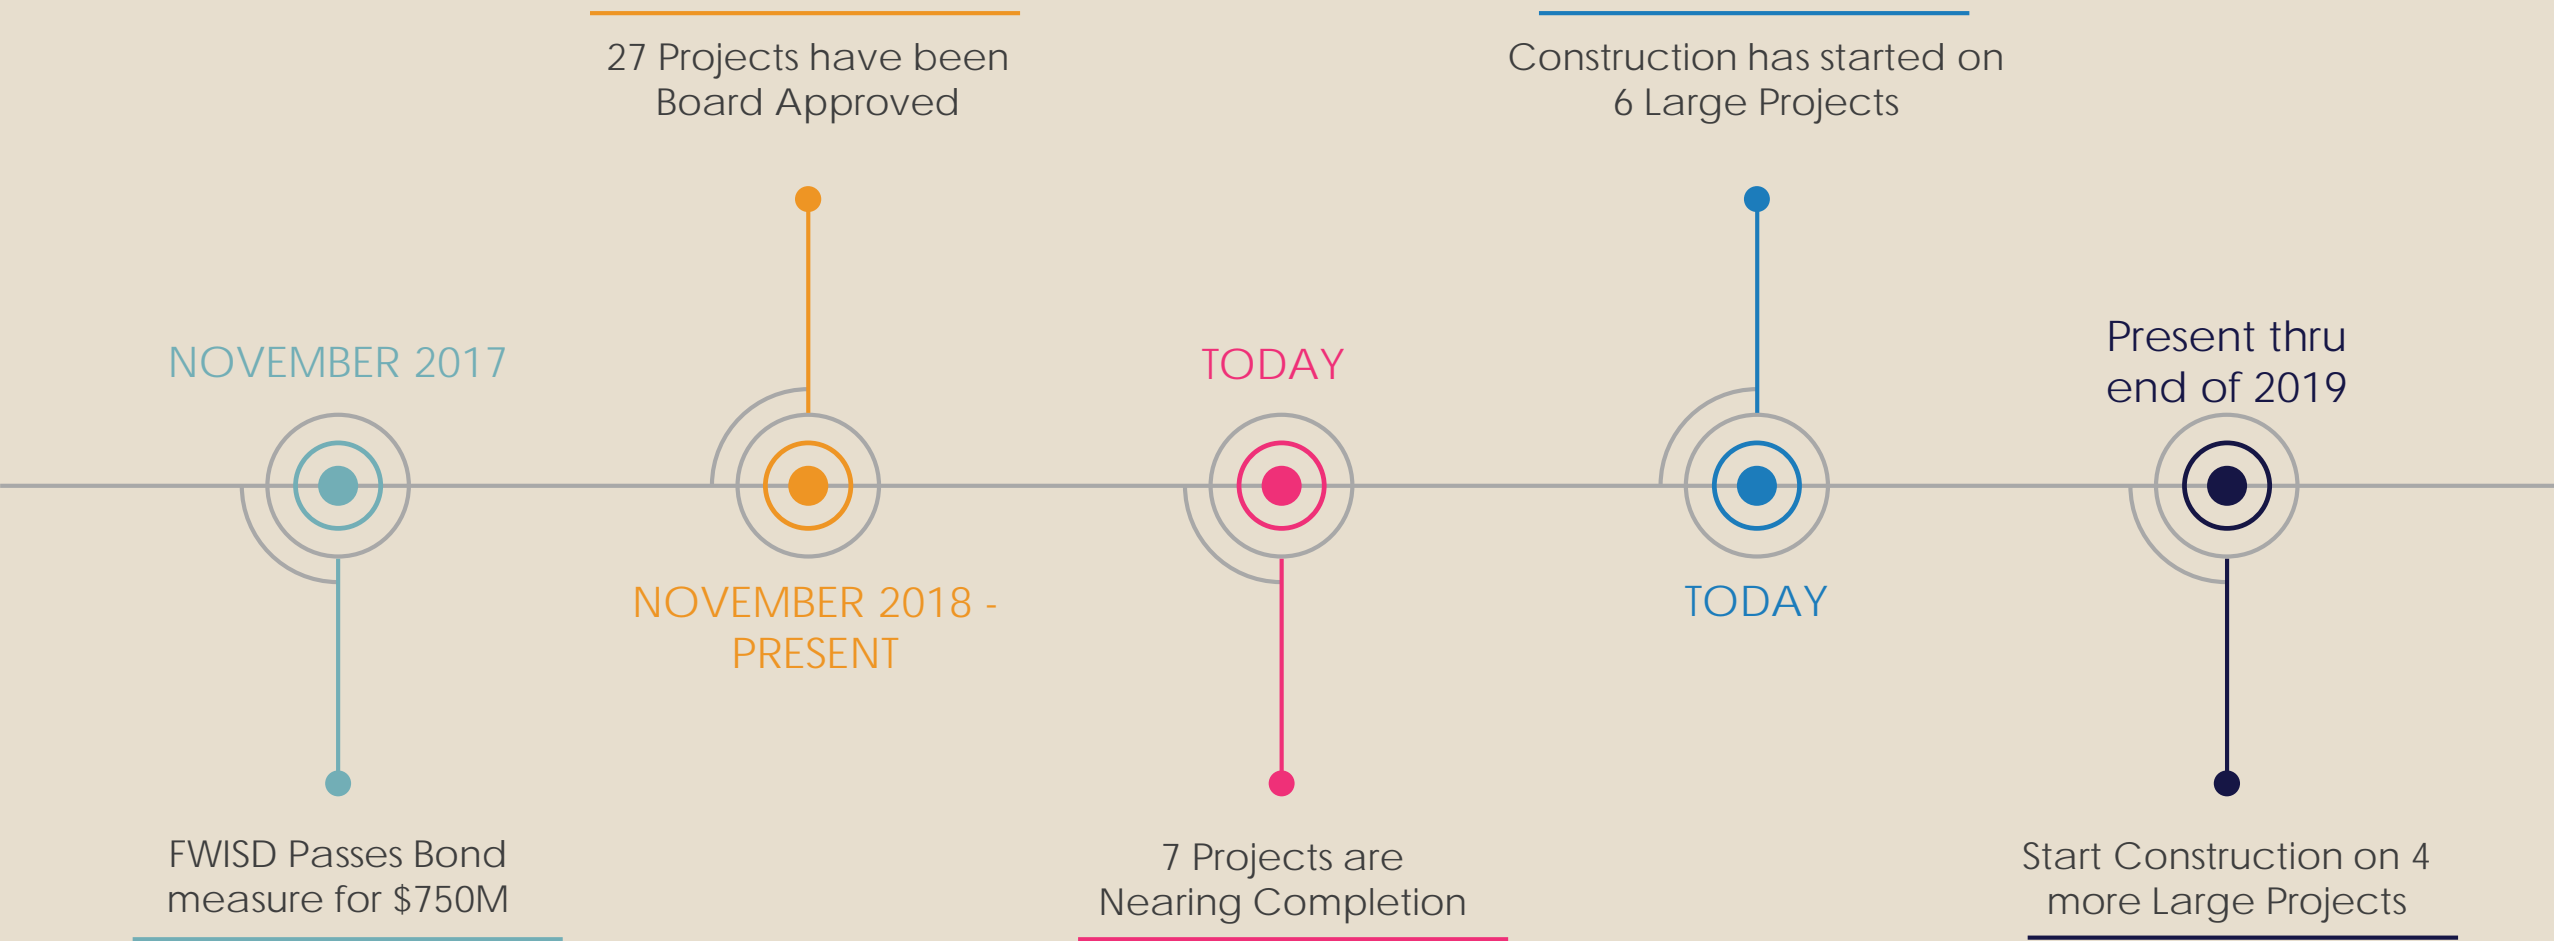 NOVEMBER 2017
FWISD Passes Bond
measure for $750M
27 Projects have been
Board Approved
NOVEMBER 2018 -
PRESENT
TODAY
7 Projects are
Nearing Completion
Construction has started on
6 Large Projects
TODAY
Present thru
end of 2019
Start Construction on 4
more Large Projects